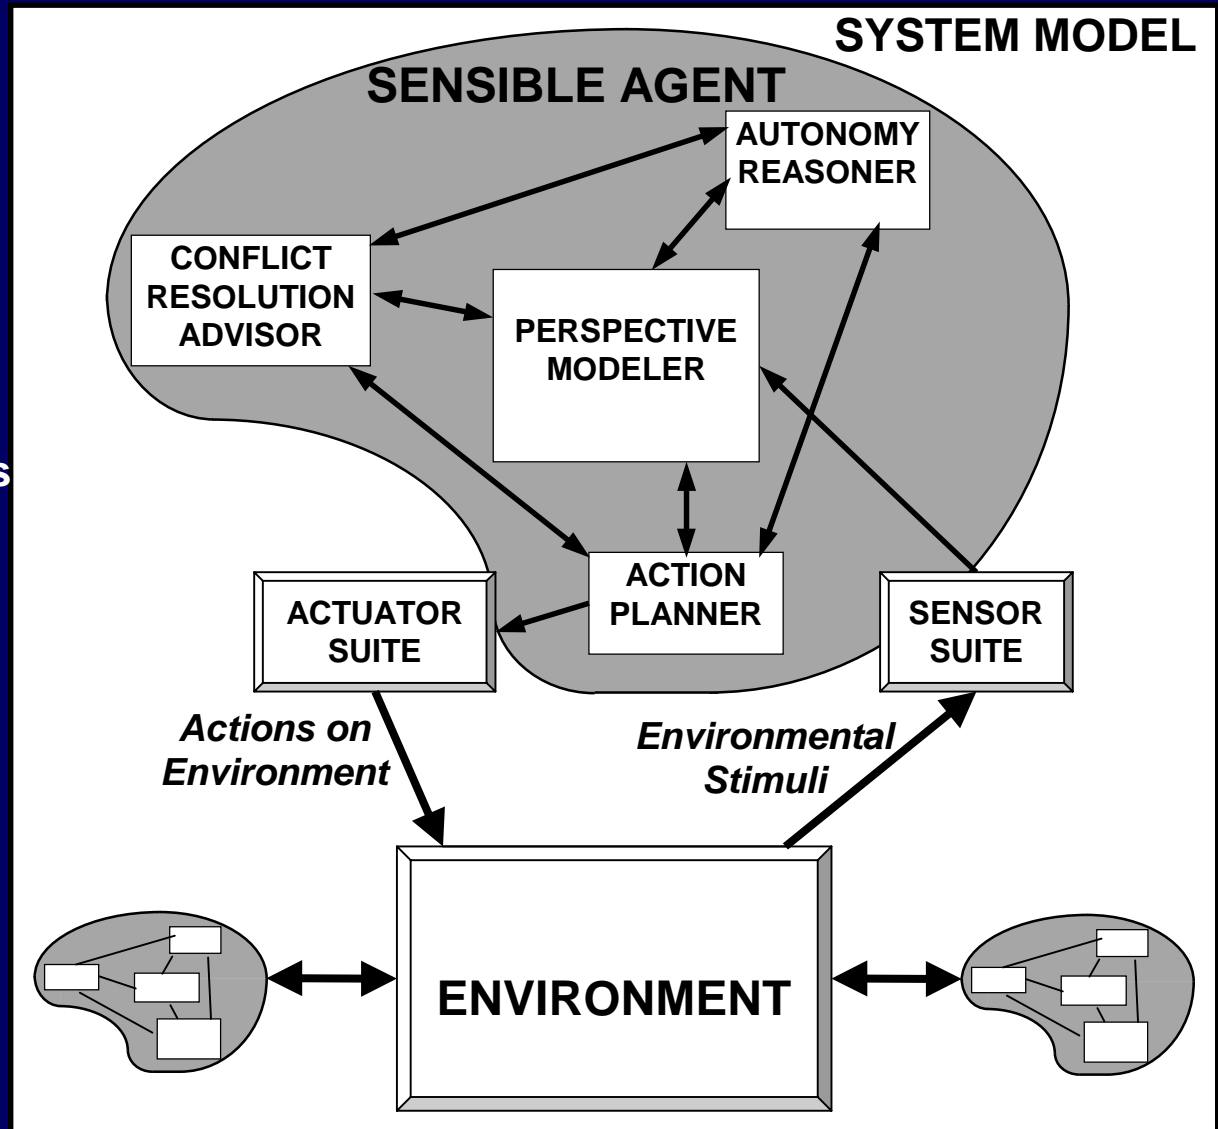 SYSTEM MODEL
SENSIBLE AGENT
AUTONOMY
REASONER
CONFLICT
RESOLUTION
ADVISOR
PERSPECTIVE
MODELER
s
ACTION
PLANNER
ACTUATOR
SUITE
SENSOR
SUITE
Actions on
Environment
Environmental
Stimuli
ENVIRONMENT